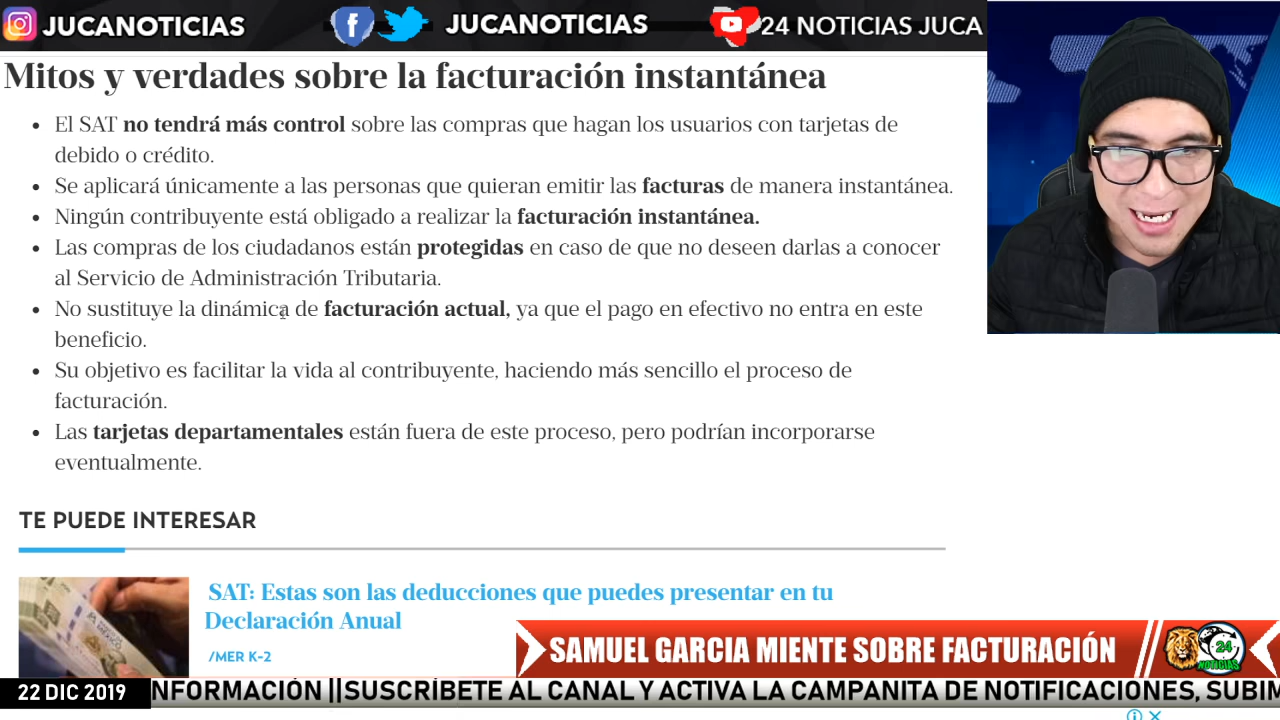 JUCANOTICIAS
JUCANOTICIAS
24 NOTICIAS JUCA
Mitos y verdades sobre la facturación instantánea
• El SAT no tendrá más control sobre las compras que hagan los usuarios con tarjetas de
debido o crédito.
• Se aplicará únicamente a las personas que quieran emitir las facturas de manera instantánea.
• Ningún contribuyente está obligado a realizar la facturación instantánea.
• Las compras de los ciudadanos están protegidas en caso de que no deseen darlas a conocer
al Servicio de Administración Tributaria.
• No sustituye la dinámica de facturación actual, ya que el pago en efectivo no entra en este
beneficio.
• Su objetivo es facilitar la vida al contribuyente, haciendo más sencillo el proceso de
facturación.
• Las tarjetas departamentales están fuera de este proceso, pero podrían incorporarse
eventualmente.
TE PUEDE INTERESAR
SAT: Estas son las deducciones que puedes presentar en tu
Declaración Anual
/MER K-2
SAMUEL GARCIA MIENTE SOBRE FACTURACIÓN
24
NOTICIAS
22 DIC 2019
NFORMACIÓN ||SUSCRÍBETE AL CANAL Y ACTIVA LA CAMPANITA DE NOTIFICACIONES, SUBIM